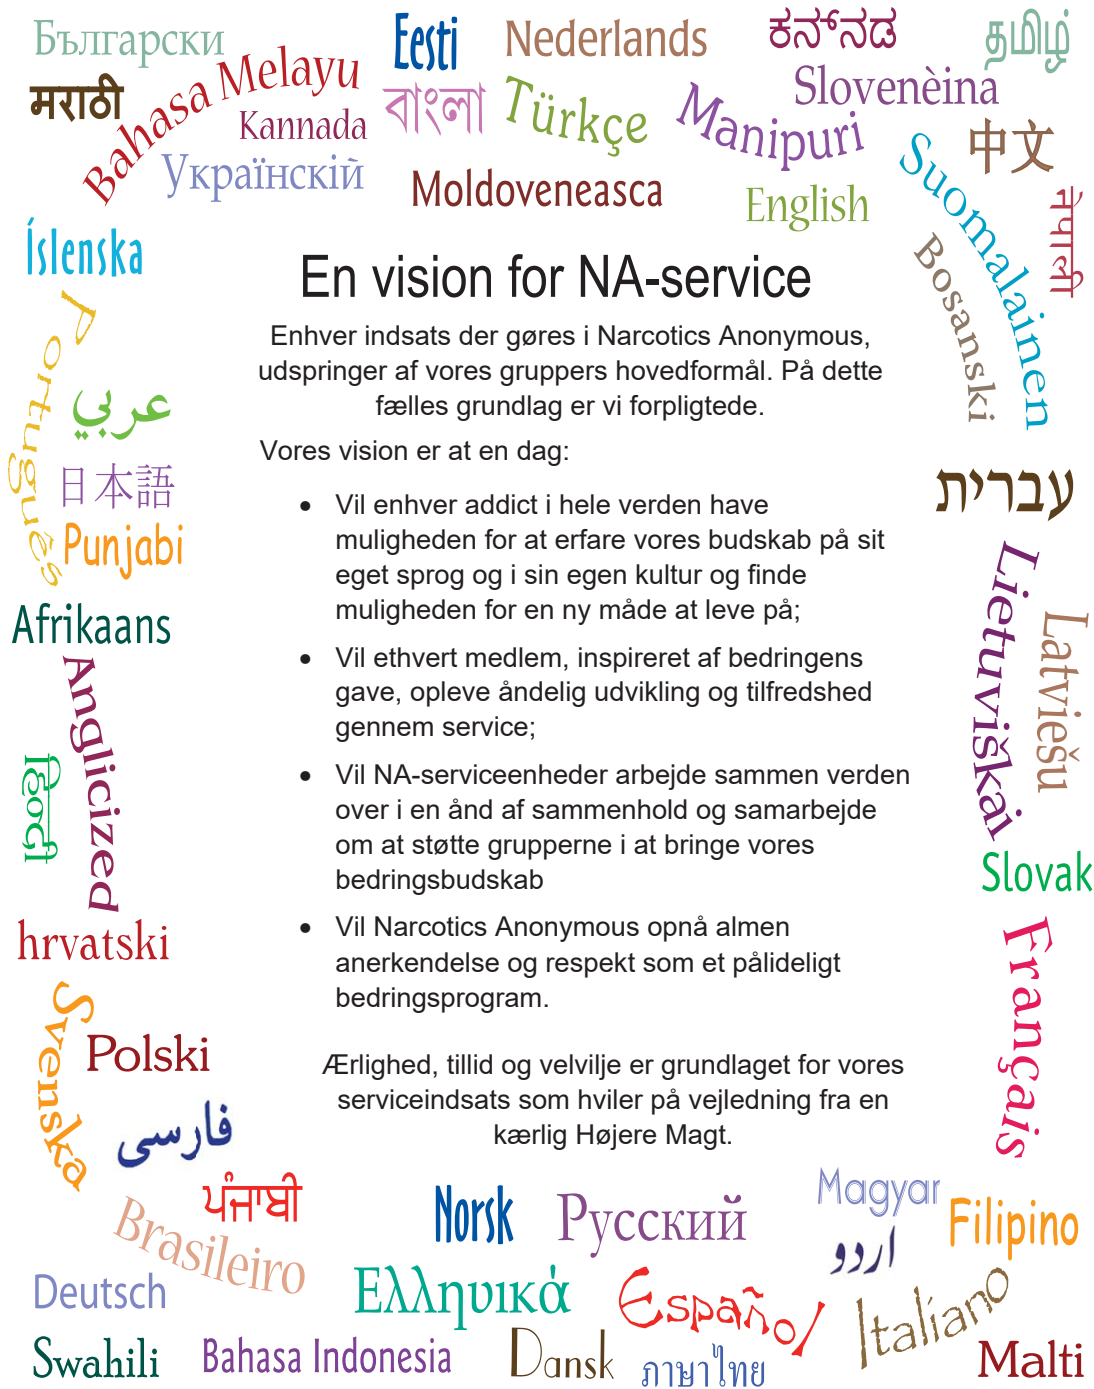 Български
Eesti
Nederlands
ಕನ್ನಡ
தமிழ்
मराठी
Bahasa Melayu
Kannada
বাংলা
Türkçe
Manipuri
Slovenèina
中文
Українскій
Moldoveneasca
English
Suomalainen
नेपाली
Íslenska
Bosanski
En vision for NA-service
Português
Enhver indsats der gøres i Narcotics Anonymous,
udspringer af vores gruppers hovedformål. På dette
fælles grundlag er vi forpligtede.
عربي
Vores vision er at en dag:
日本語
עברית
• Vil enhver addict i hele verden have
muligheden for at erfare vores budskab på sit
eget sprog og i sin egen kultur og finde
muligheden for en ny måde at leve på;
Punjabi
Afrikaans
Lietuviškai
Latviešu
• Vil ethvert medlem, inspireret af bedringens
gave, opleve åndelig udvikling og tilfredshed
gennem service;
Anglicized
हिन्दी
• Vil NA-serviceenheder arbejde sammen verden
over i en ånd af sammenhold og samarbejde
om at støtte grupperne i at bringe vores
bedringsbudskab
Slovak
hrvatski
• Vil Narcotics Anonymous opnå almen
anerkendelse og respekt som et pålideligt
bedringsprogram.
Français
Svenska
Polski
Ærlighed, tillid og velvilje er grundlaget for vores
serviceindsats som hviler på vejledning fra en
kærlig Højere Magt.
فارسی
ਪੰਜਾਬੀ
Brasileiro
Norsk
Русский
Magyar
اردو
Filipino
Deutsch
Ελληνικά
Español
Italiano
Swahili
Bahasa Indonesia
Dansk
ภาษาไทย
Malti